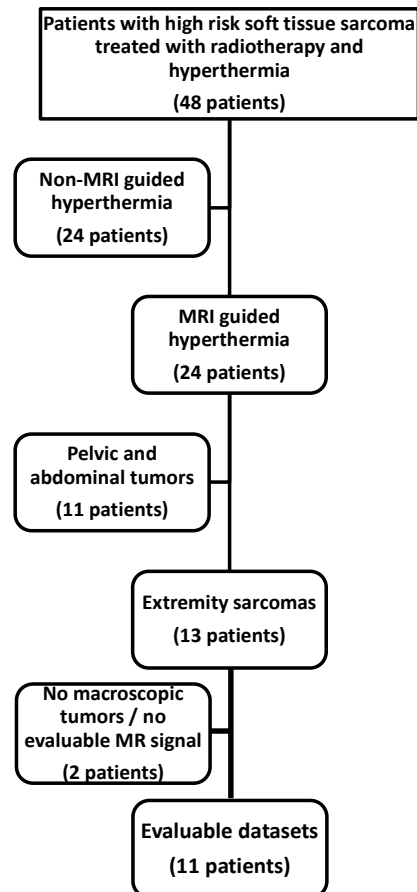 Patients with high risk soft tissue sarcoma
treated with radiotherapy and
hyperthermia
(48 patients)
Non-MRI guided
hyperthermia
(24 patients)
MRI guided
hyperthermia
(24 patients)
Pelvic and
abdominal tumors
(11 patients)
Extremity sarcomas
(13 patients)
No macroscopic
tumors / no
evaluable MR signal
(2 patients)
Evaluable datasets
(11 patients)